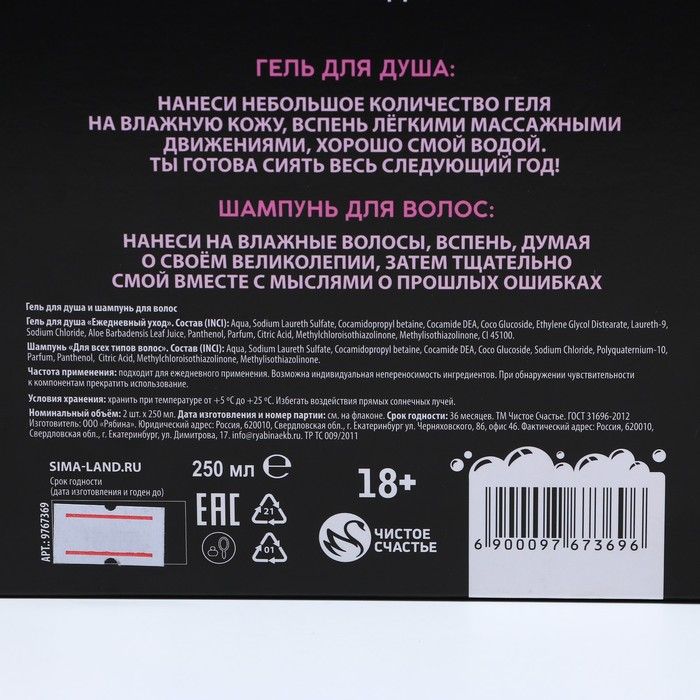 ГЕЛЬ ДЛЯ ДУША:
НАНЕСИ НЕБОЛЬШОЕ КОЛИЧЕСТВО ГЕЛЯ
НА ВЛАЖНУЮ КОЖУ, ВСПЕНЬ ЛЁГКИМИ МАССАЖНЫМИ
ДВИЖЕНИЯМИ, ХОРОШО СМОЙ ВОДОЙ.
ТЫ ГОТОВА СИЯТЬ ВЕСЬ СЛЕДУЮЩИЙ ГОД!
ШАМПУНЬ ДЛЯ ВОЛОС:
НАНЕСИ НА ВЛАЖНЫЕ ВОЛОСЫ, ВСПЕНЬ, ДУМАЯ
О СВОЁМ ВЕЛИКОЛЕПИИ, ЗАТЕМ ТЩАТЕЛЬНО
СМОЙ ВМЕСТЕ С МЫСЛЯМИ О ПРОШЛЫХ ОШИБКАХ
Гель для душа и шампунь для волос
Гель для душа «Ежедневный уход». Состав (INCI): Aqua, Sodium Laureth Sulfate, Cocamidopropyl betaine, Cocamide DEA, Coco Glucoside, Ethylene Glycol Distearate, Laureth-9,
Sodium Chloride, Aloe Barbadensis Leaf Juice, Panthenol, Parfum, Citric Acid, Methylchloroisothiazolinone, Methylisothiazolinone, CI 45100.
Шампунь «Для всех типов волос». Состав (INCI): Aqua, Sodium Laureth Sulfate, Cocamidopropyl betaine, Cocamide DEA, Coco Glucoside, Sodium Chloride, Polyquaternium-10,
Parfum, Panthenol, Citric Acid, Methylchloroisothiazolinone, Methylisothiazolinone.
Частота применения: подходит для ежедневного применения. Возможна индивидуальная непереносимость ингредиентов. При обнаружении чувствительности
к компонентам прекратить использование.
Условия хранения: хранить при температуре от +5 °С до +25 °С. Избегать воздействия прямых солнечных лучей.
Номинальный объём: 2 шт. x 250 мл. Дата изготовления и номер партии: см. на флаконе. Срок годности: 36 месяцев. ТМ Чистое Счастье. ГОСТ 31696-2012
Изготовитель: ООО «Рябина». Юридический адрес: Россия, 620050, Свердловская обл., г. Екатеринбург ул. Черняховского, 86, офис 46. Фактический адрес: Россия, 620050,
Свердловская обл., г. Екатеринбург, ул. Димитрова, 17. info@ryabinaekb.ru ТР ТС 009/2011
SIMA-LAND.RU
Срок годности
(дата изготовления и годен до)
АРТ.: 9767369
250 мл ℮
EAC
21
01
18+
ЧИСТОЕ
СЧАСТЬЕ
6 900097 673696